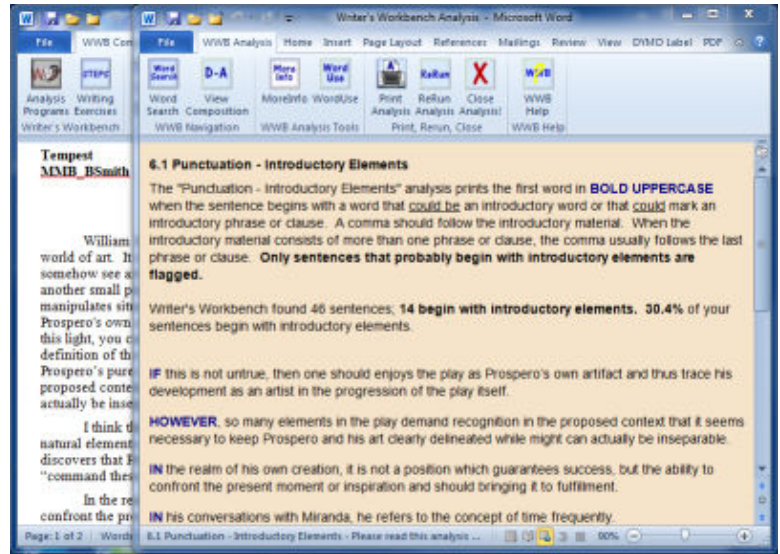 Writer's Workbench Analysis - Microsoft Word
File WWB Com
File WWB Analysis Home Insert Page Layout References Mailings Review View DYMO Label PDF
STEPS
Word Search D-A More Info Word Use ReRun X WWB
Analysis Programs Writing Exercises
Word Search View Composition MoreInfo WordUse Print Analysis ReRun Analysis Close Analysis! WWB Help
Writer's Workbench
WWB Navigation WWB Analysis Tools Print, Rerun, Close WWB Help
Tempest
MMB_BSmith
William
world of art. It
somehow see a
another small p
manipulates situ
Prospero's own
this light, you c
definition of th
Prospero's pure
proposed conte
actually be inse
I think th
natural element
discovers that P
"command thes
In the re
confront the pre
6.1 Punctuation - Introductory Elements
The "Punctuation - Introductory Elements" analysis prints the first word in BOLD UPPERCASE
when the sentence begins with a word that could be an introductory word or that could mark an
introductory phrase or clause. A comma should follow the introductory material. When the
introductory material consists of more than one phrase or clause, the comma usually follows the last
phrase or clause. Only sentences that probably begin with introductory elements are
flagged.
Writer's Workbench found 46 sentences; 14 begin with introductory elements. 30.4% of your
sentences begin with introductory elements.
IF this is not untrue, then one should enjoys the play as Prospero's own artifact and thus trace his
development as an artist in the progression of the play itself.
HOWEVER, so many elements in the play demand recognition in the proposed context that it seems
necessary to keep Prospero and his art clearly delineated while might can actually be inseparable.
IN the realm of his own creation, it is not a position which guarantees success, but the ability to
confront the present moment or inspiration and should bringing it to fulfillment.
IN his conversations with Miranda, he refers to the concept of time frequently.
Page: 1 of 2 Words
6.1 Punctuation - Introductory Elements - Please read this analysis ... 90%